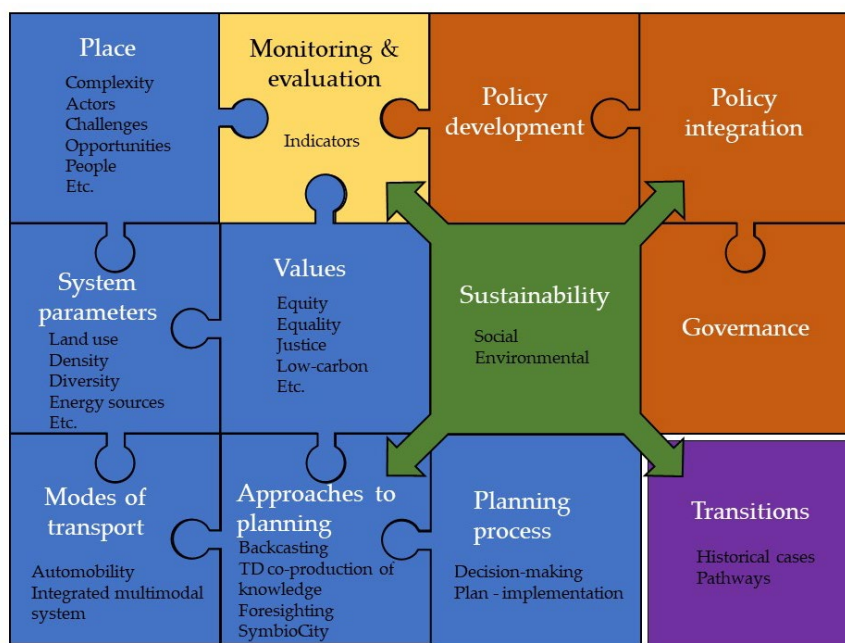 Place
Complexity
Actors
Challenges
Opportunities
People
Etc.
Monitoring &
evaluation
Indicators
Policy
development
Policy
integration
System
parameters
Land use
Density
Diversity
Energy sources
Etc.
Values
Equity
Equality
Justice
Low-carbon
Etc.
Sustainability
Social
Environmental
Governance
Modes of
transport
Automobility
Integrated multimodal
system
Approaches to
planning
Backcasting
TD co-production of
knowledge
Foresighting
SymbioCity
Planning
process
Decision-making
Plan - implementation
Transitions
Historical cases
Pathways